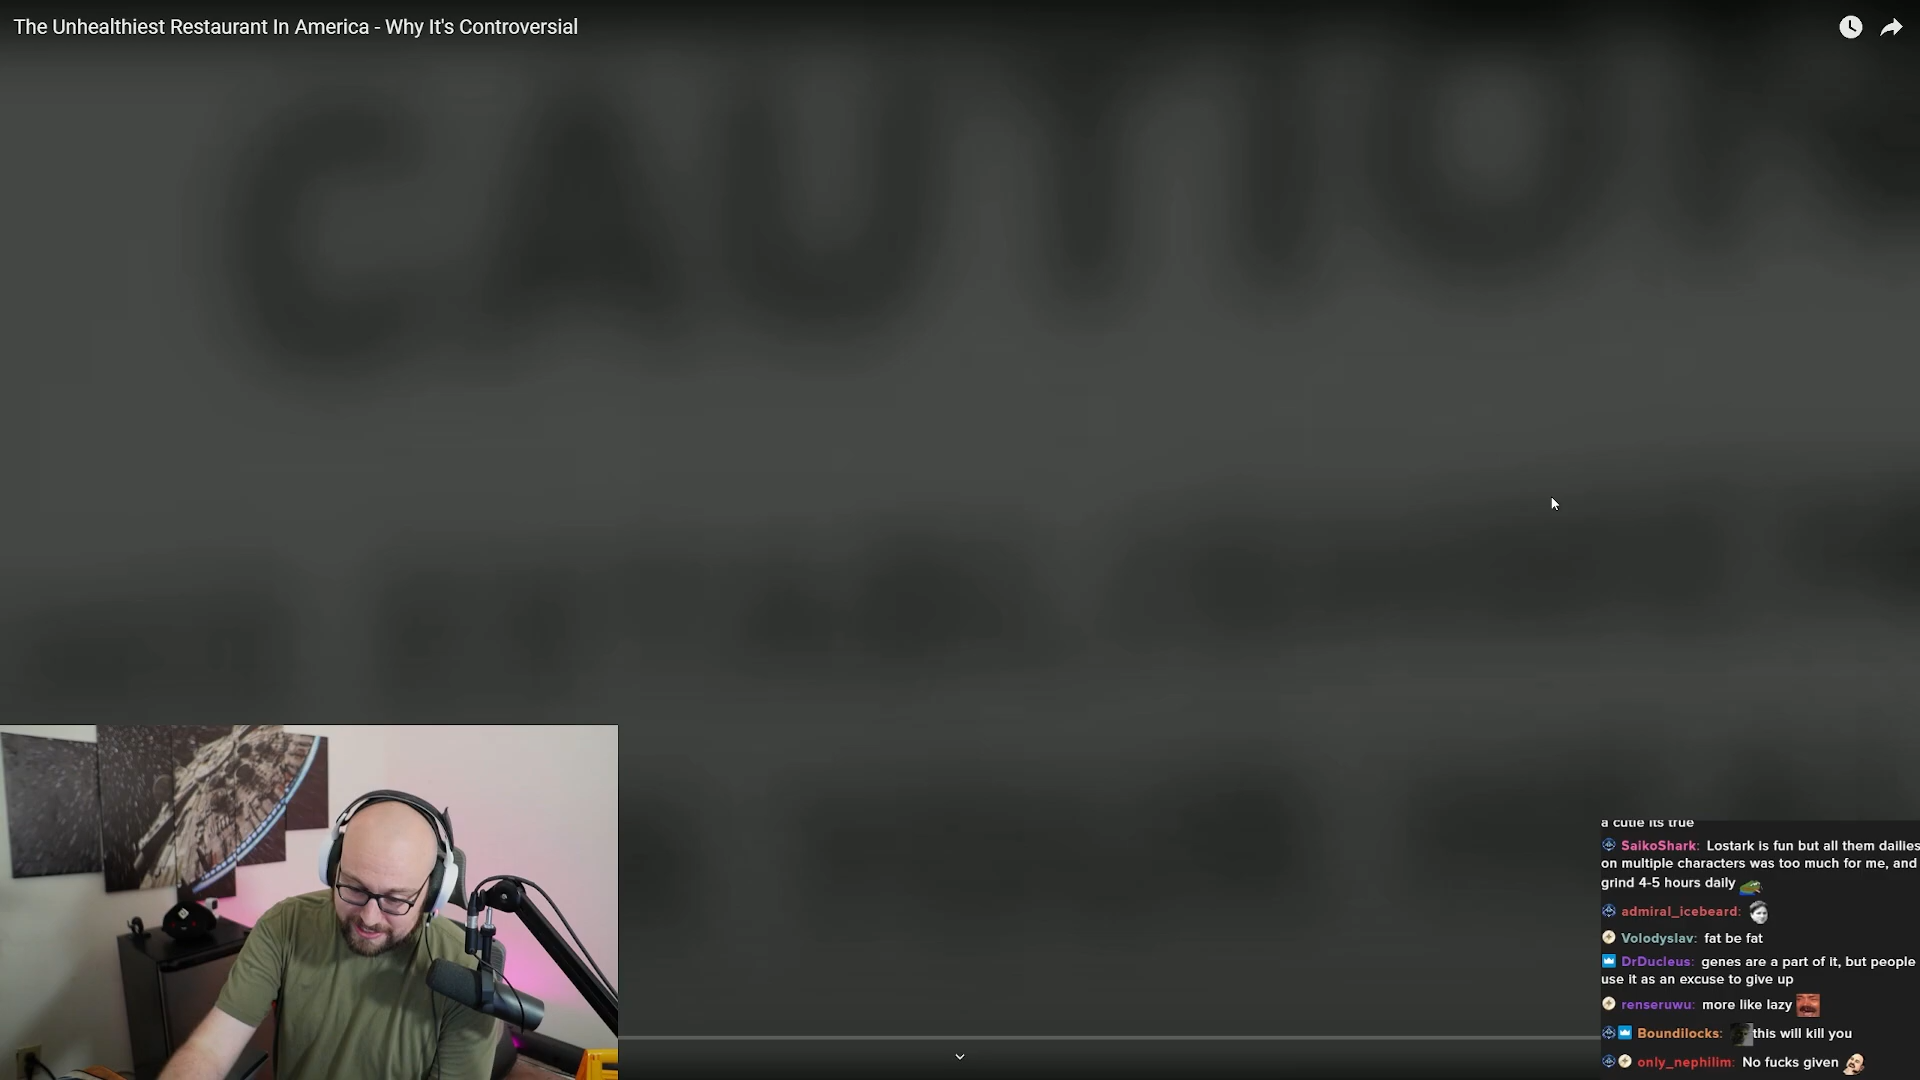 The Unhealthiest Restaurant In America - Why It's Controversial
CAUTION
a cutie its true
SaikoShark: Lostark is fun but all them dailies
on multiple characters was too much for me, and
grind 4-5 hours daily
admiral_icebeard:
Volodyslav: fat be fat
DrDucleus: genes are a part of it, but people
use it as an excuse to give up
renseruwu: more like lazy
Boundilocks: this will kill you
only_nephilim: No fucks given